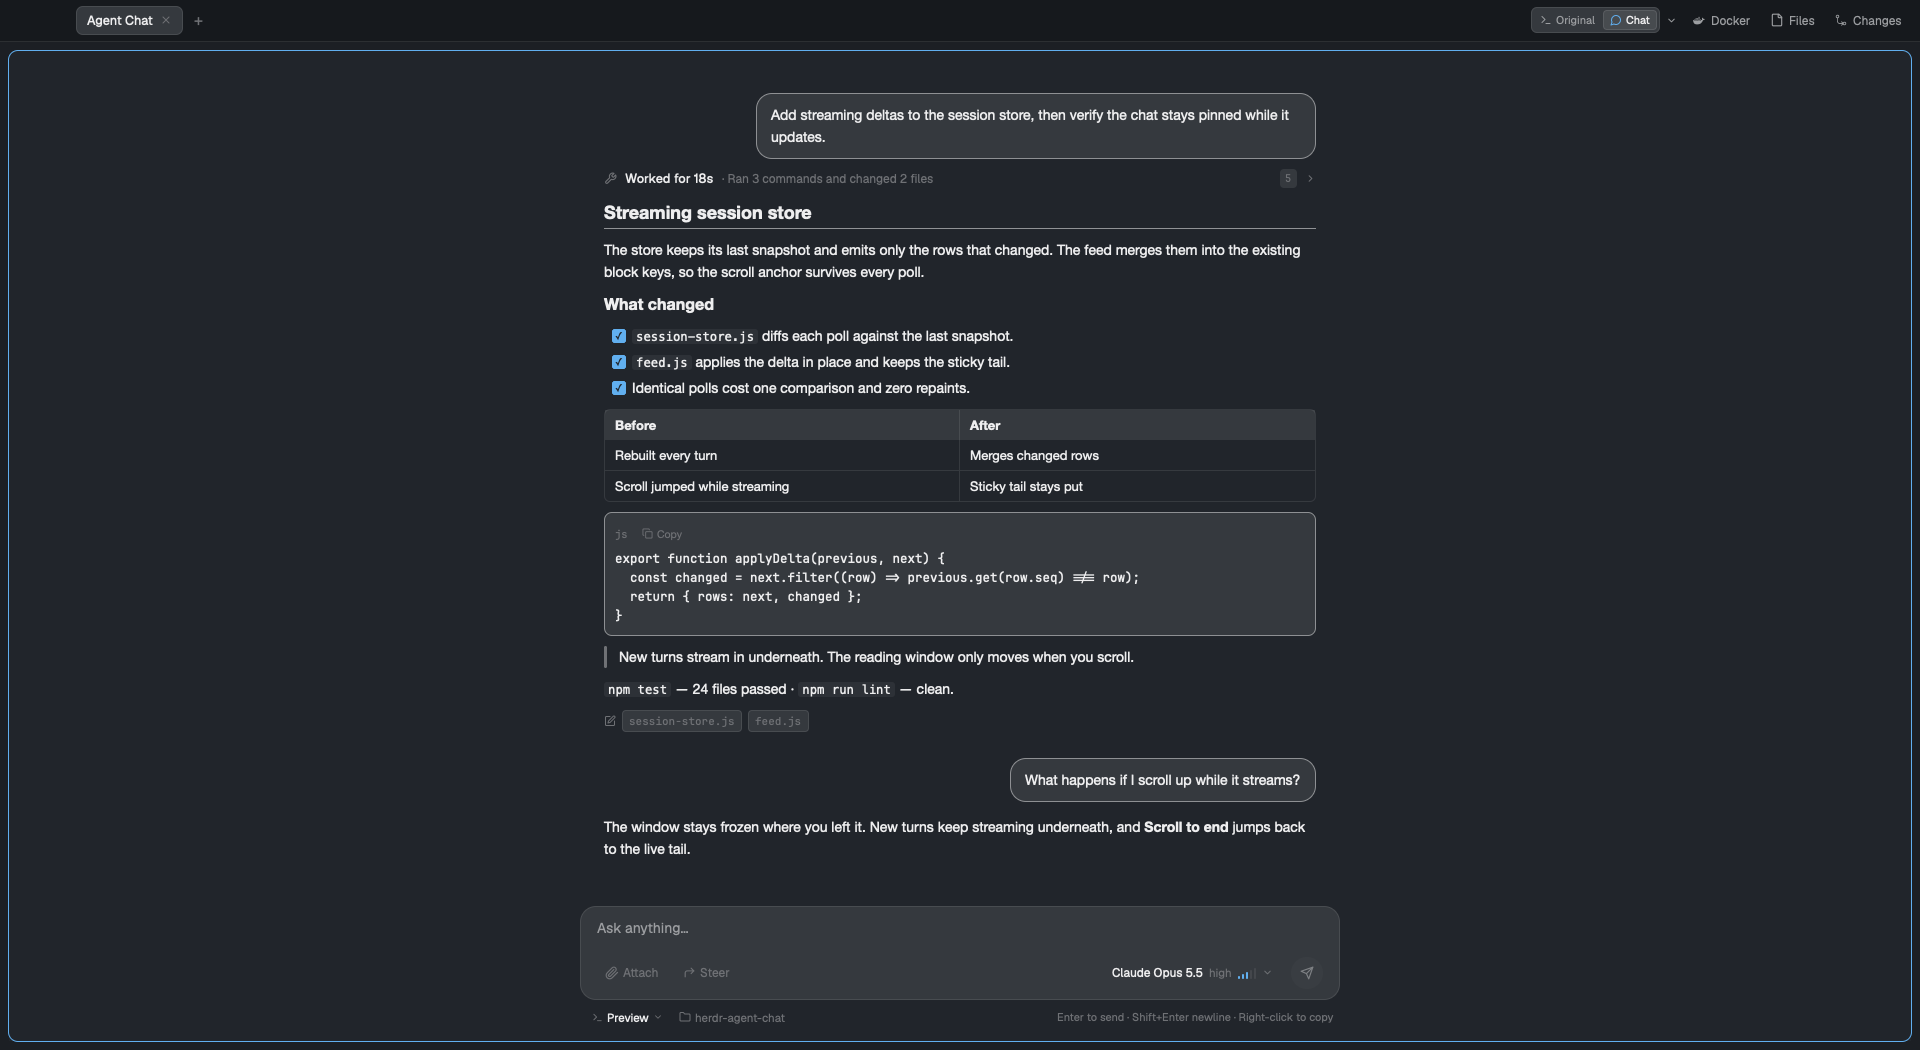 Agent Chat
Original
Chat
Docker
Files
Changes
Add streaming deltas to the session store, then verify the chat stays pinned while it
updates.
Worked for 18s · Ran 3 commands and changed 2 files
5
Streaming session store
The store keeps its last snapshot and emits only the rows that changed. The feed merges them into the existing
block keys, so the scroll anchor survives every poll.
What changed
session-store.js diffs each poll against the last snapshot.
feed.js applies the delta in place and keeps the sticky tail.
Identical polls cost one comparison and zero repaints.
Before After
Rebuilt every turn Merges changed rows
Scroll jumped while streaming Sticky tail stays put
js Copy
export function applyDelta(previous, next) {
  const changed = next.filter((row) => previous.get(row.seq) !== row);
  return { rows: next, changed };
}
New turns stream in underneath. The reading window only moves when you scroll.
npm test — 24 files passed · npm run lint — clean.
session-store.js feed.js
What happens if I scroll up while it streams?
The window stays frozen where you left it. New turns keep streaming underneath, and Scroll to end jumps back
to the live tail.
Ask anything...
Attach Steer Claude Opus 5.5 high
Preview herdr-agent-chat Enter to send · Shift+Enter newline · Right-click to copy